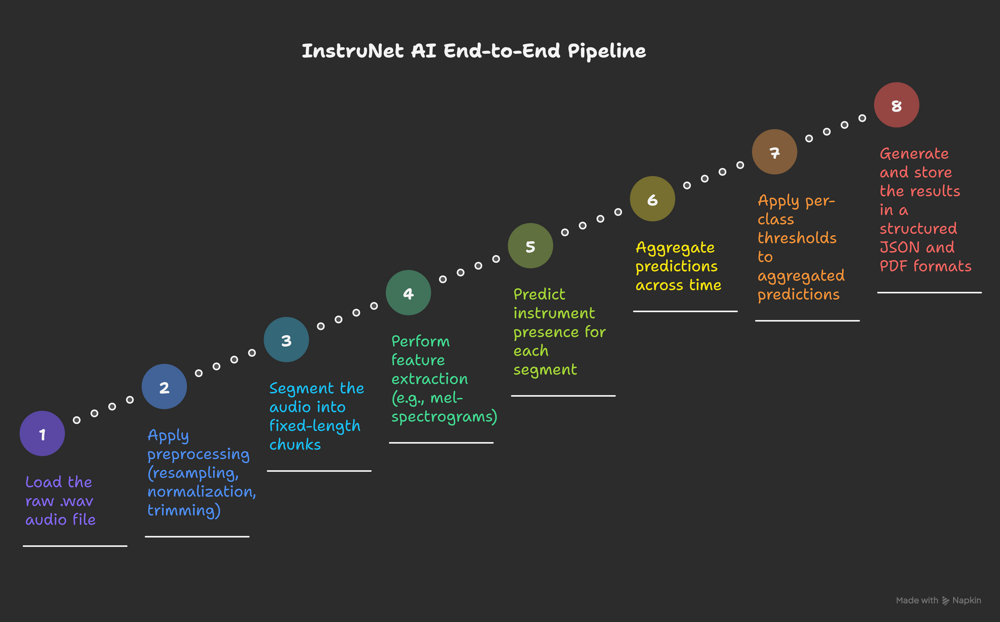 InstruNet AI End-to-End Pipeline
1
Load the
raw .wav
audio file
2
Apply
preprocessing
(resampling,
normalization,
trimming)
3
Segment the
audio into
fixed-length
chunks
4
Perform
feature
extraction
(e.g., mel-
spectrograms)
5
Predict
instrument
presence for
each
segment
6
Aggregate
predictions
across time
7
Apply per-
class
thresholds
to
aggregated
predictions
8
Generate
and store
the results
in a
structured
JSON and
PDF formats
Made with Napkin